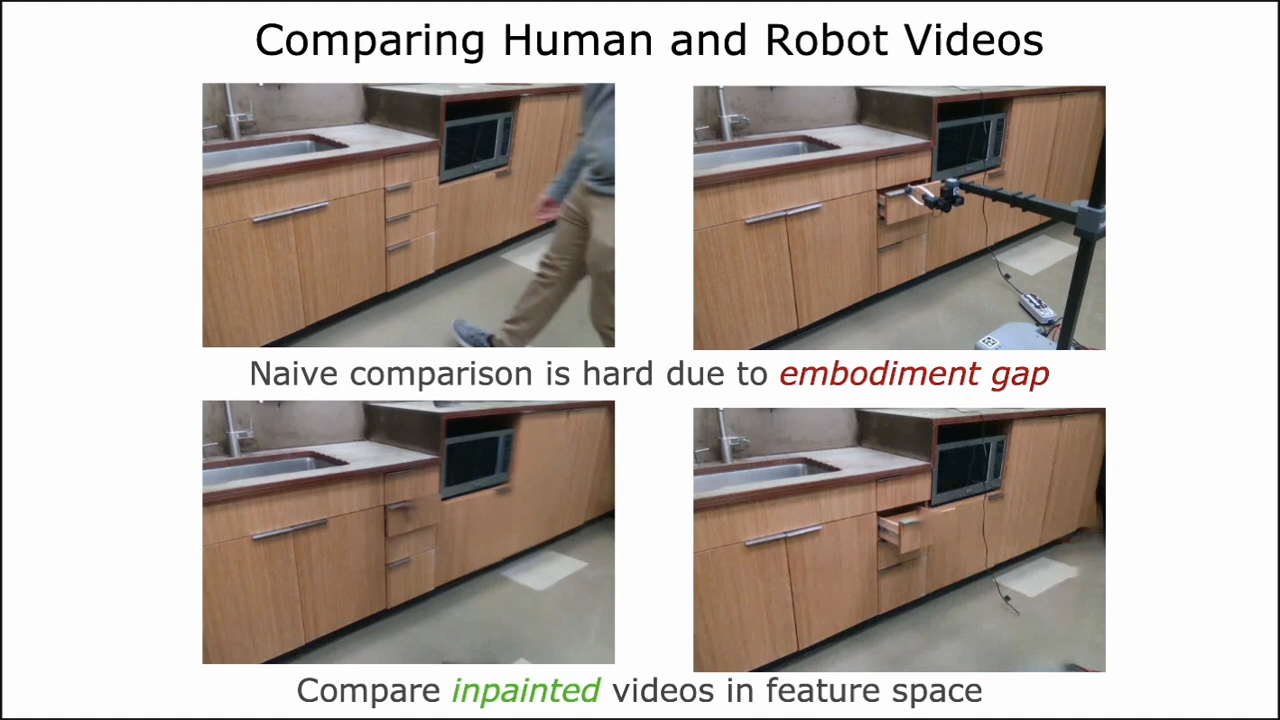 Comparing Human and Robot Videos
Naive comparison is hard due to embodiment gap
Compare inpainted videos in feature space